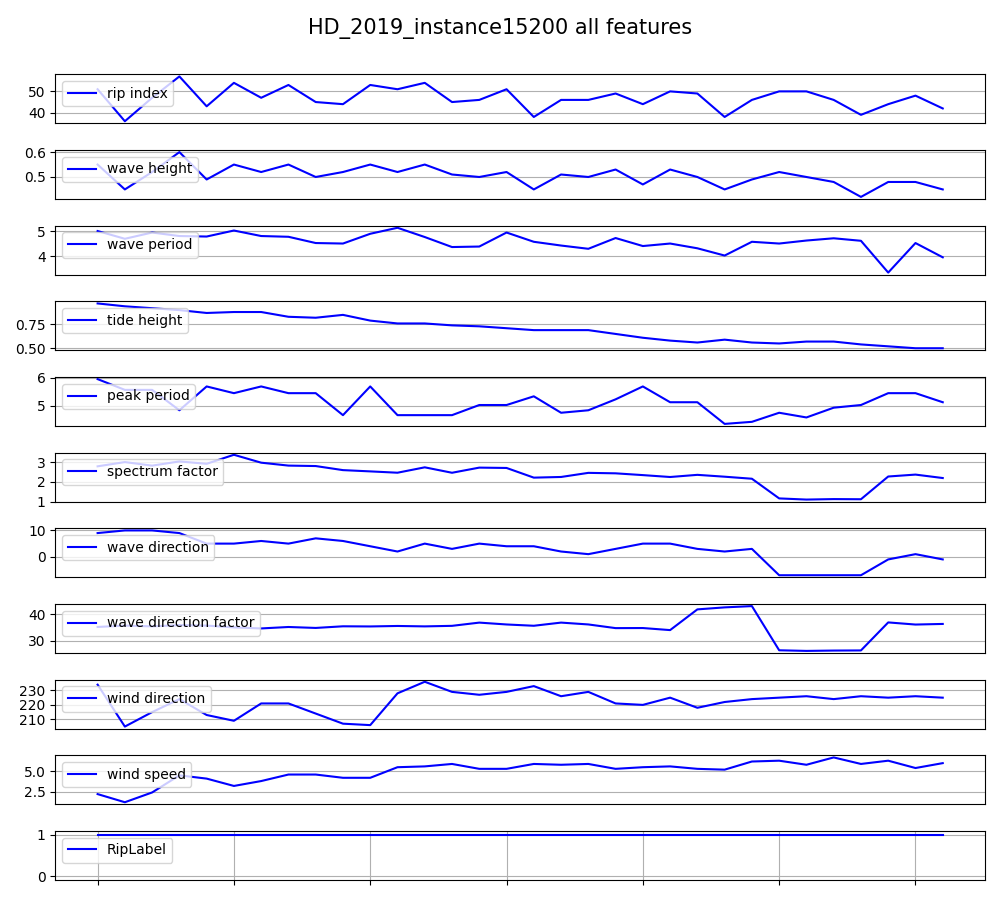 HD_2019_instance15200 all features
50
40
rip index
0.6
0.5
wave height
5
4
wave period
0.75
0.50
tide height
6
5
peak period
3
2
1
spectrum factor
10
0
wave direction
40
30
wave direction factor
230
220
210
wind direction
5.0
2.5
wind speed
1
0
RipLabel